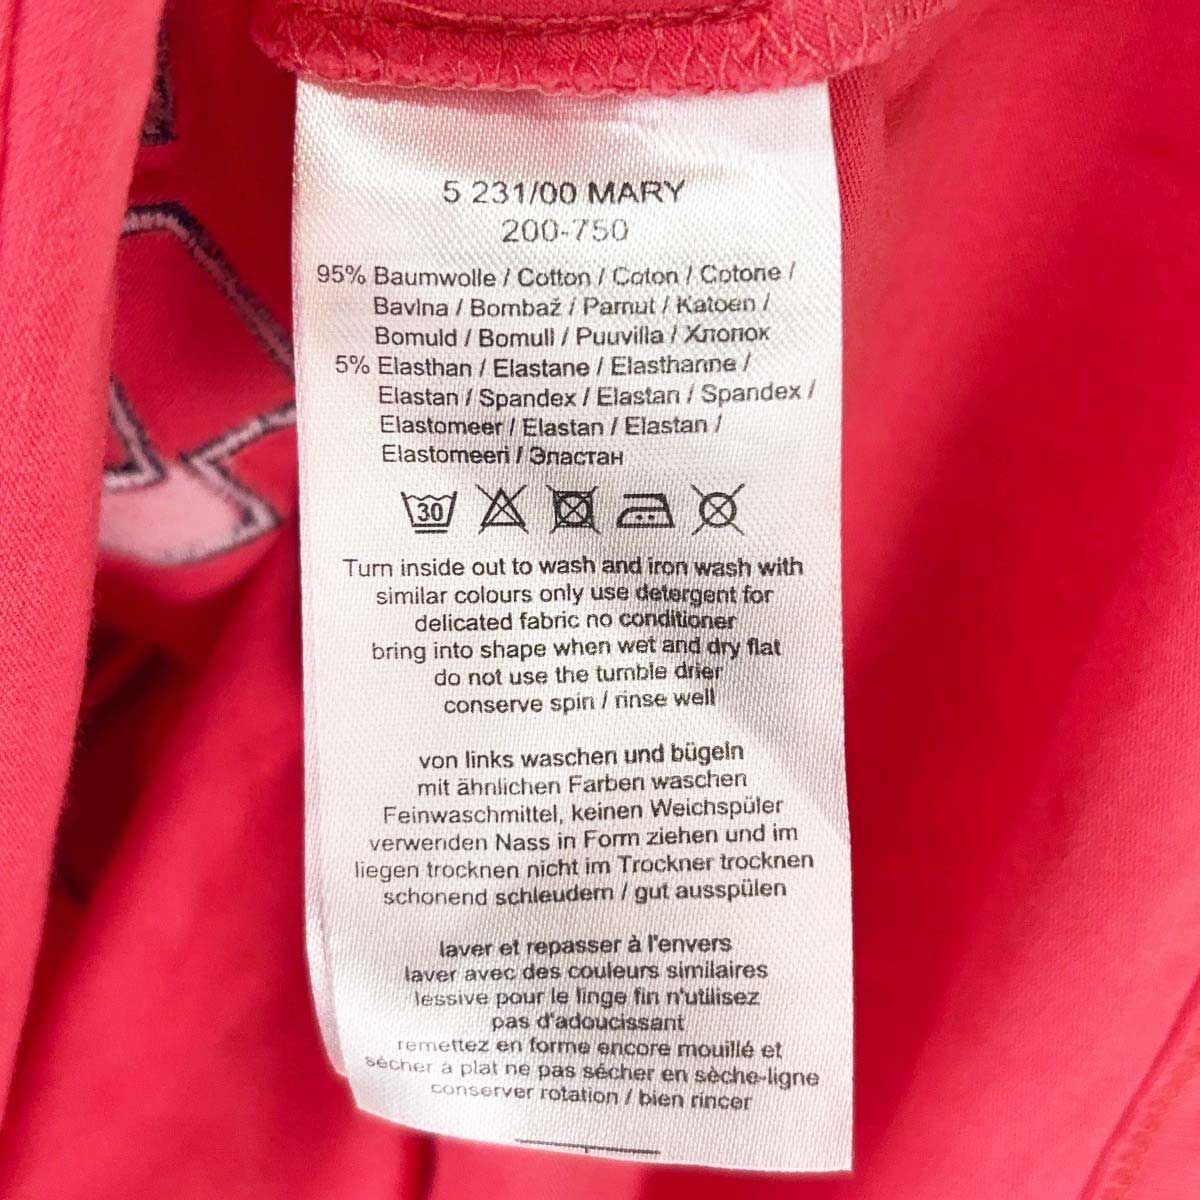 5 231/00 MARY
200-750
95% Baumwolle / Cotton / Coton / Cotone /
Bavlna / Bombaž / Pamut / Katoen /
Bomuld / Bomull / Puuvilla / Хлопок
5% Elasthan / Elastane / Elasthanne /
Elastan / Spandex / Elastan / Spandex /
Elastomeer / Elastan / Elastan /
Elastomeeri / Эластан
30
Turn inside out to wash and iron wash with
similar colours only use detergent for
delicated fabric no conditioner
bring into shape when wet and dry flat
do not use the tumble drier
conserve spin / rinse well
von links waschen und bügeln
mit ähnlichen Farben waschen
Feinwaschmittel, keinen Weichspüler
verwenden Nass in Form ziehen und im
liegen trocknen nicht im Trockner trocknen
schonend schleudern / gut ausspülen
laver et repasser à l'envers
laver avec des couleurs similaires
lessive pour le linge fin n'utilisez
pas d'adoucissant
remettez en forme encore mouillé et
sécher à plat ne pas sécher en sèche-ligne
conserver rotation / bien rincer